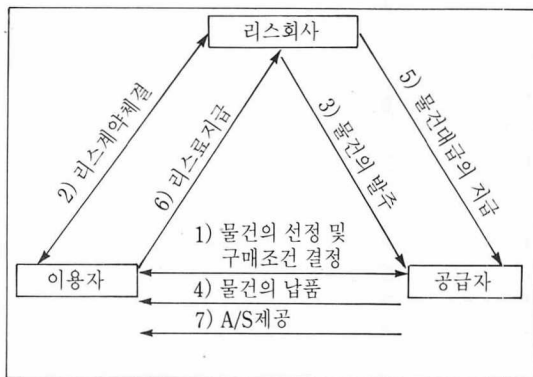 리스회사
2) 리스계약체결
6) 리스료지급
3) 물건의 발주
5) 물건대금의 지급
1) 물건의 선정 및
구매조건 결정
이용자
공급자
4) 물건의 납품
7) A/S제공